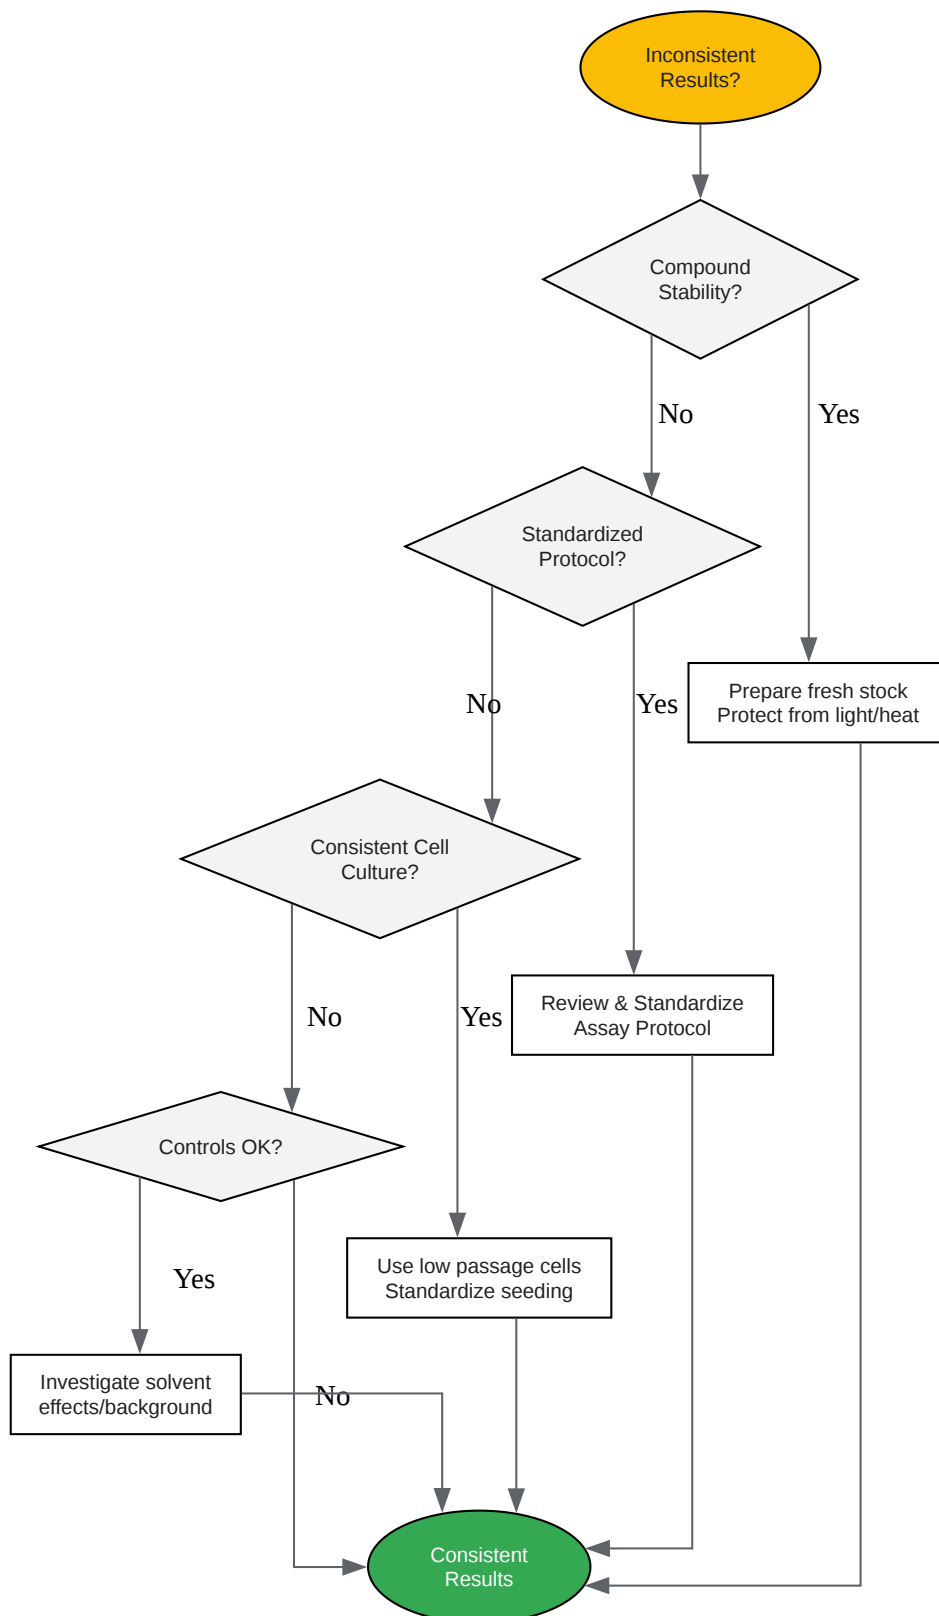 Inconsistent
Results?
Compound
Stability?
No
Yes
Standardized
Protocol?
No
Yes
Prepare fresh stock
Protect from light/heat
Consistent Cell
Culture?
No
Yes
Review & Standardize
Assay Protocol
Controls OK?
Yes
Use low passage cells
Standardize seeding
Investigate solvent
effects/background
No
Consistent
Results